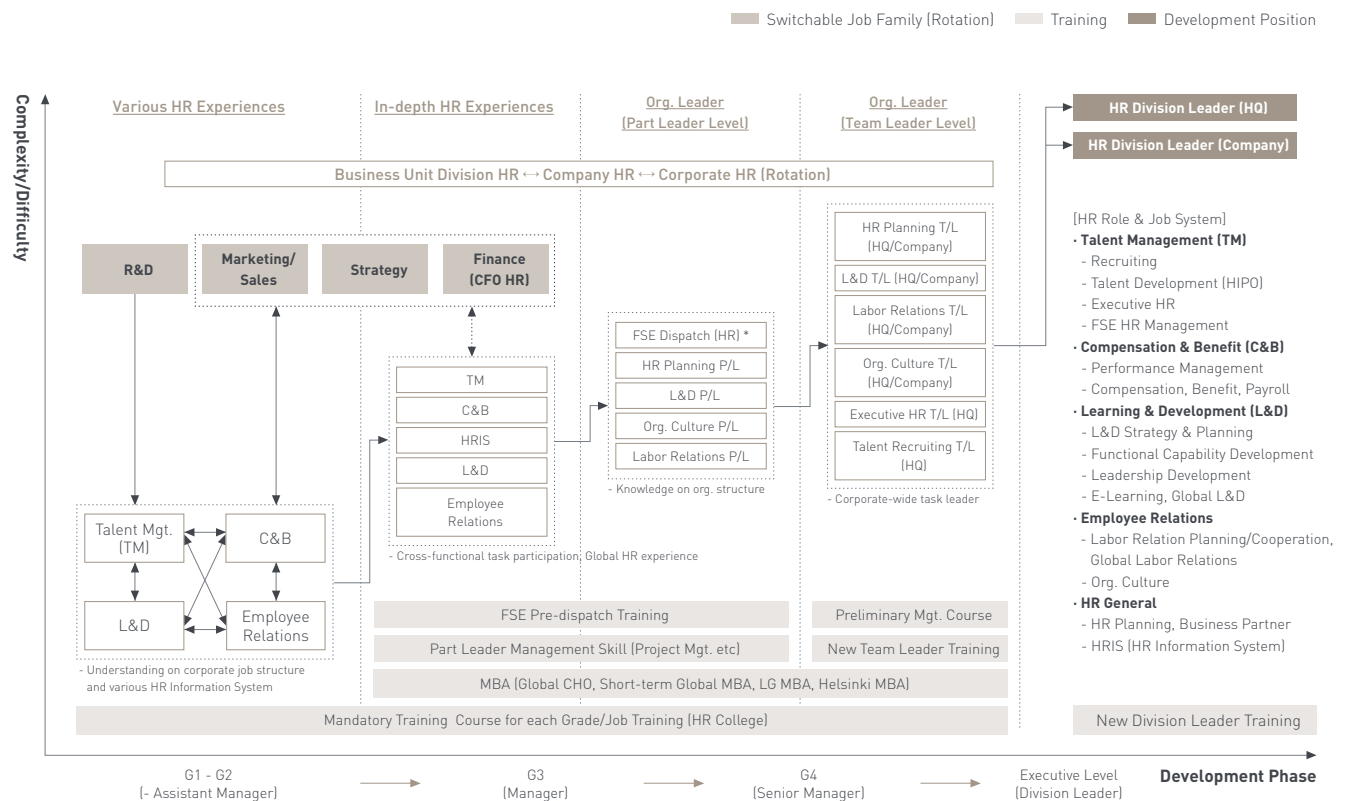 Switchable Job Family (Rotation)
Training
Development Position
Complexity/Difficulty
Various HR Experiences
In-depth HR Experiences
Org. Leader
(Part Leader Level)
Org. Leader
(Team Leader Level)
HR Division Leader (HQ)
HR Division Leader (Company)
Business Unit Division HR ↔ Company HR ↔ Corporate HR (Rotation)
R&D
Marketing/
Sales
Strategy
Finance
(CFO HR)
Talent Mgt.
(TM)
C&B
L&D
Employee
Relations
- Understanding on corporate job structure
and various HR Information System
TM
C&B
HRIS
L&D
Employee
Relations
- Cross-functional task participation, Global HR experience
FSE Dispatch (HR) *
HR Planning P/L
L&D P/L
Org. Culture P/L
Labor Relations P/L
- Knowledge on org. structure
HR Planning T/L
(HQ/Company)
L&D T/L (HQ/Company)
Labor Relations T/L
(HQ/Company)
Org. Culture T/L
(HQ/Company)
Executive HR T/L (HQ)
Talent Recruiting T/L
(HQ)
- Corporate-wide task leader
[HR Role & Job System]
· Talent Management (TM)
- Recruiting
- Talent Development (HIPO)
- Executive HR
- FSE HR Management
· Compensation & Benefit (C&B)
- Performance Management
- Compensation, Benefit, Payroll
· Learning & Development (L&D)
- L&D Strategy & Planning
- Functional Capability Development
- Leadership Development
- E-Learning, Global L&D
· Employee Relations
- Labor Relation Planning/Cooperation,
Global Labor Relations
- Org. Culture
· HR General
- HR Planning, Business Partner
- HRIS (HR Information System)
FSE Pre-dispatch Training
Preliminary Mgt. Course
Part Leader Management Skill (Project Mgt. etc)
New Team Leader Training
MBA (Global CHO, Short-term Global MBA, LG MBA, Helsinki MBA)
Mandatory Training Course for each Grade/Job Training (HR College)
New Division Leader Training
G1 - G2
(- Assistant Manager)
G3
(Manager)
G4
(Senior Manager)
Executive Level
(Division Leader)
Development Phase